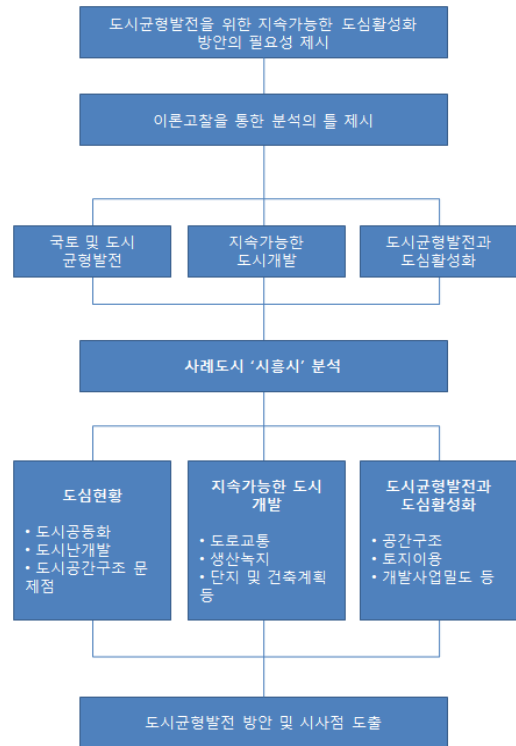 도시균형발전을 위한 지속가능한 도심활성화
방안의 필요성 제시
이론고찰을 통한 분석의 틀 제시
국토 및 도시
균형발전
지속가능한
도시개발
도시균형발전과
도심활성화
사례도시 ‘시흥시’ 분석
도심현황
• 도시공동화
• 도시난개발
• 도시공간구조 문
제점
지속가능한 도시
개발
• 도로교통
• 생산녹지
• 단지 및 건축계획
등
도시균형발전과
도심활성화
• 공간구조
• 토지이용
• 개발사업밀도 등
도시균형발전 방안 및 시사점 도출